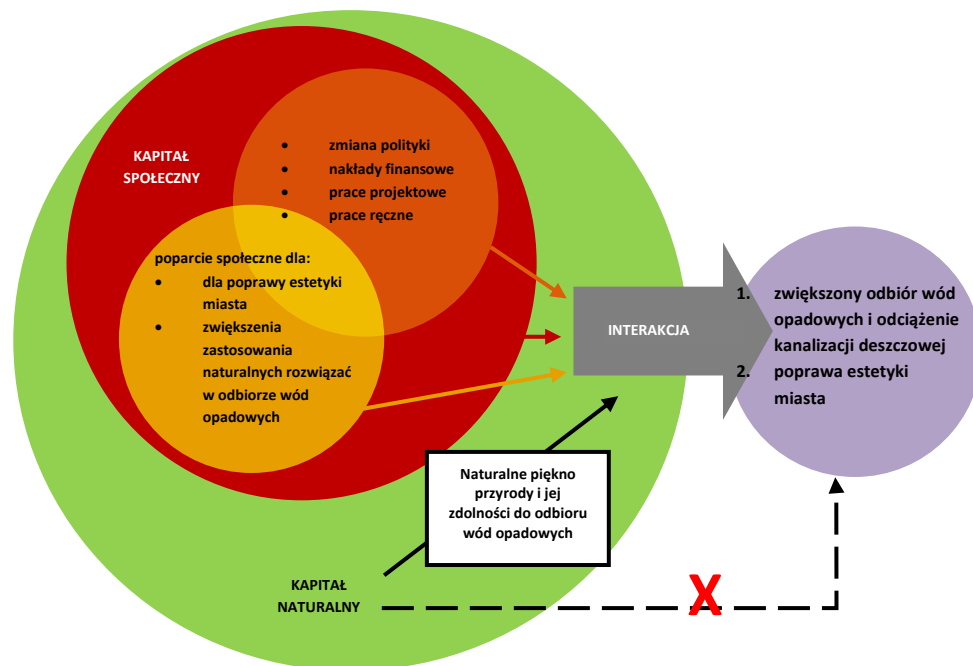 KAPITAŁ
SPOŁECZNY
• zmiana polityki
• nakłady finansowe
• prace projektowe
• prace ręczne
poparcie społeczne dla:
• dla poprawy estetyki
miasta
• zwiększenia
zastosowania
naturalnych rozwiązać
w odbiorze wód
opadowych
INTERAKCJA
1. zwiększony odbiór wód
opadowych i odciążenie
kanalizacji deszczowej
2. poprawa estetyki
miasta
Naturalne piękno
przyrody i jej
zdolności do odbioru
wód opadowych
KAPITAŁ
NATURALNY
X